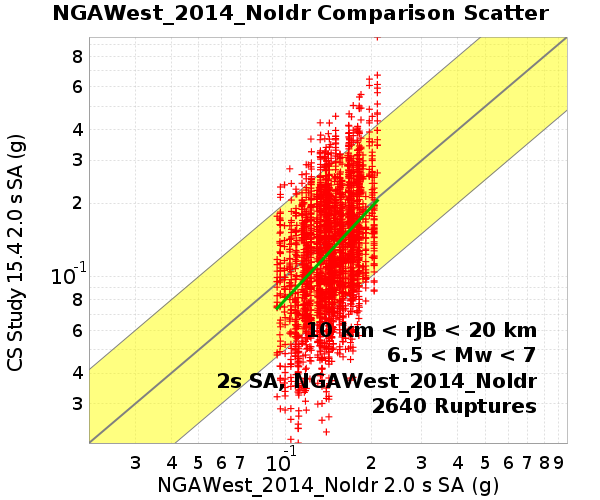 NGAWest_2014_NoIdr Comparison Scatter
CS Study 15.4 2.0 s SA (g)
8
6
4
3
2
10-1
8
6
4
3
10 km < rJB < 20 km
6.5 < Mw < 7
2s SA, NGAWest_2014_NoIdr
2640 Ruptures
3 4 5 6 7 10-1 2 3 4 5 6 7 8 9
NGAWest_2014_NoIdr 2.0 s SA (g)